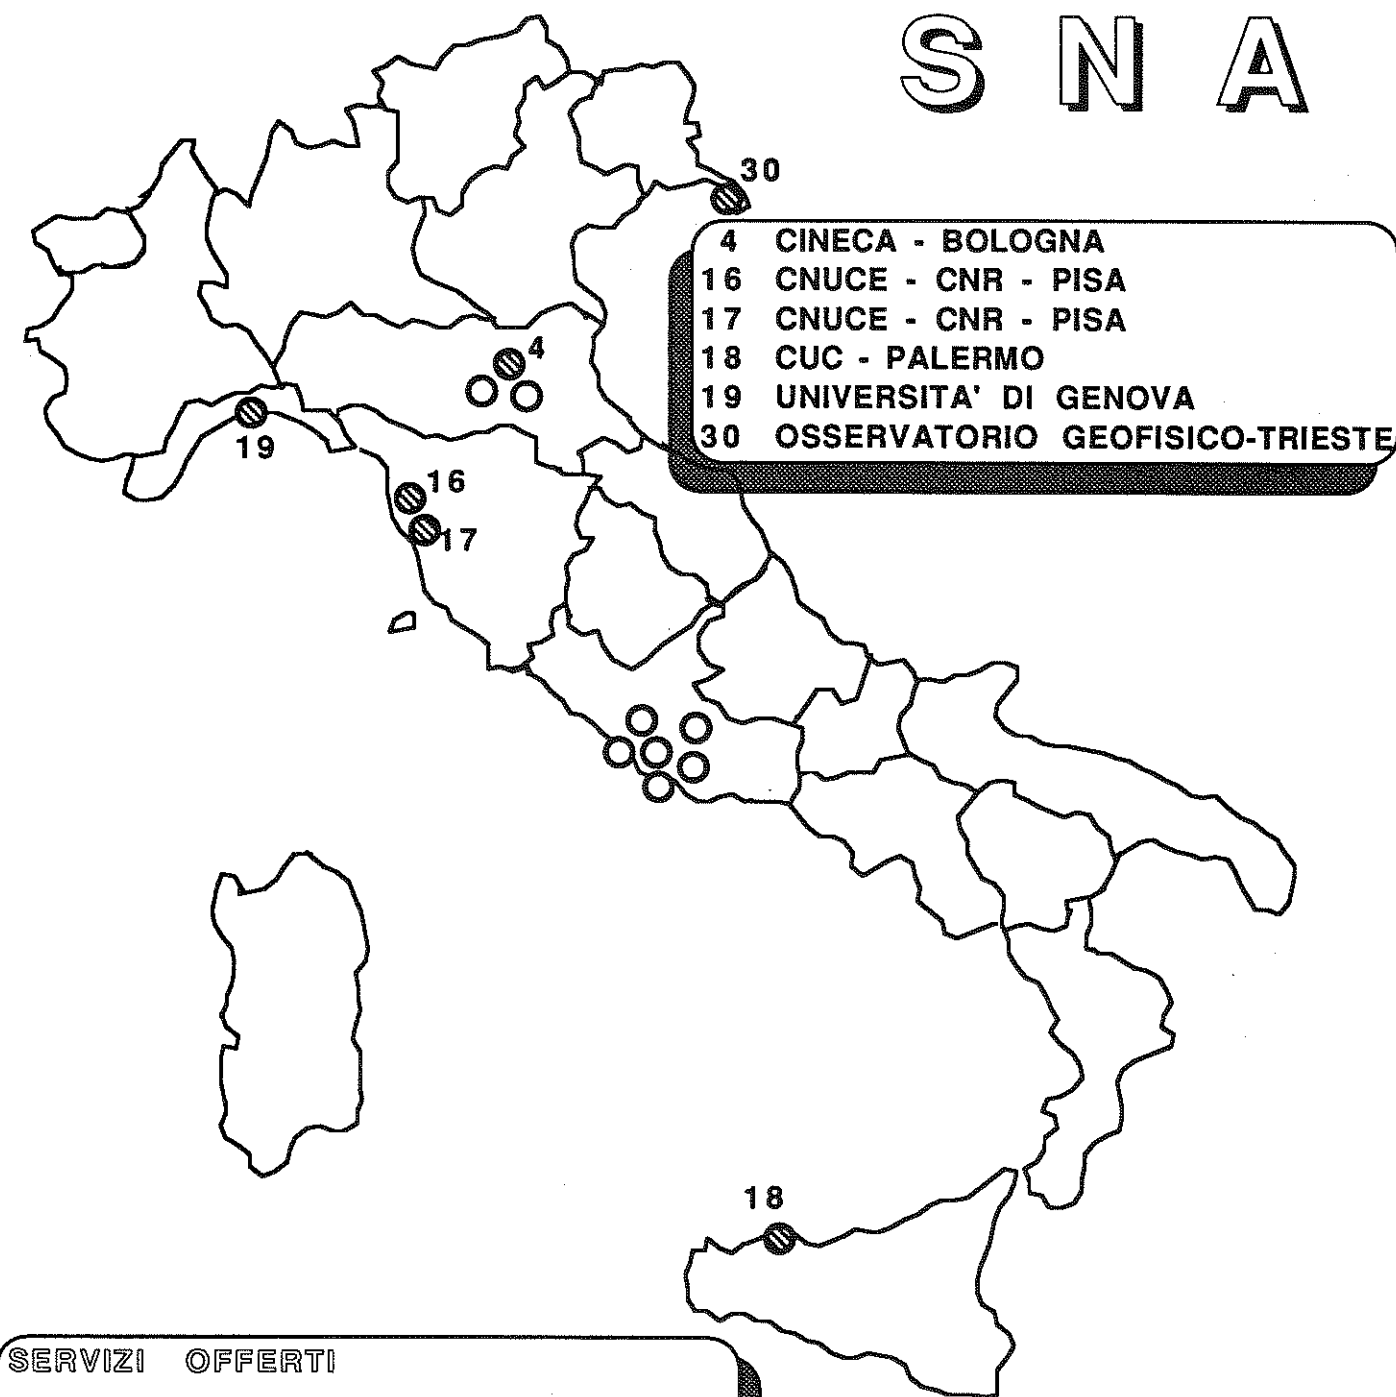 S N A
30
4 CINECA - BOLOGNA
16 CNUCE - CNR - PISA
17 CNUCE - CNR - PISA
18 CUC - PALERMO
19 UNIVERSITA' DI GENOVA
30 OSSERVATORIO GEOFISICO-TRIESTE
4
19
16
17
18
SERVIZI OFFERTI